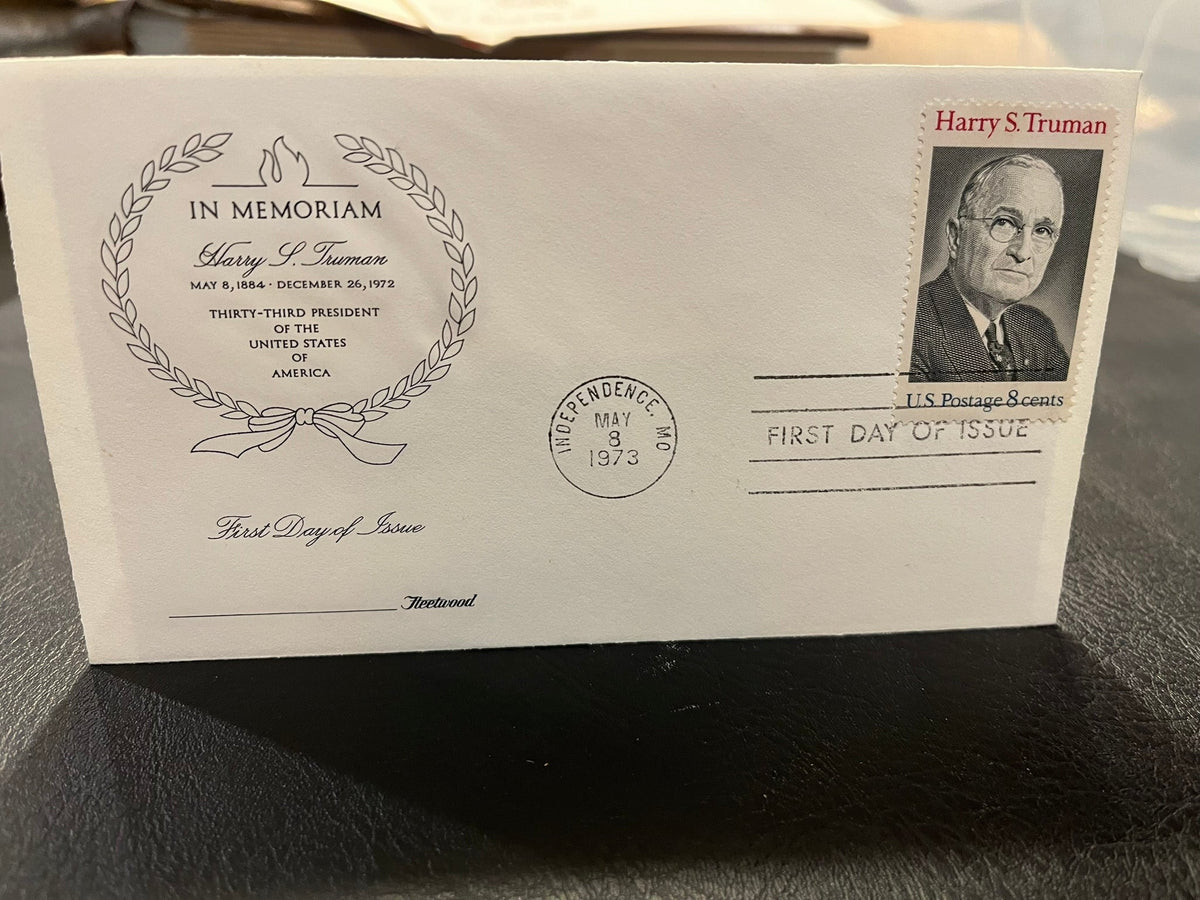 IN MEMORIAM
Harry S. Truman
MAY 8, 1884 · DECEMBER 26, 1972
THIRTY-THIRD PRESIDENT
OF THE
UNITED STATES
OF
AMERICA
First Day of Issue
Fleetwood
INDEPENDENCE, MO
MAY
8
1973
Harry S. Truman
U.S. Postage 8 cents
FIRST DAY OF ISSUE